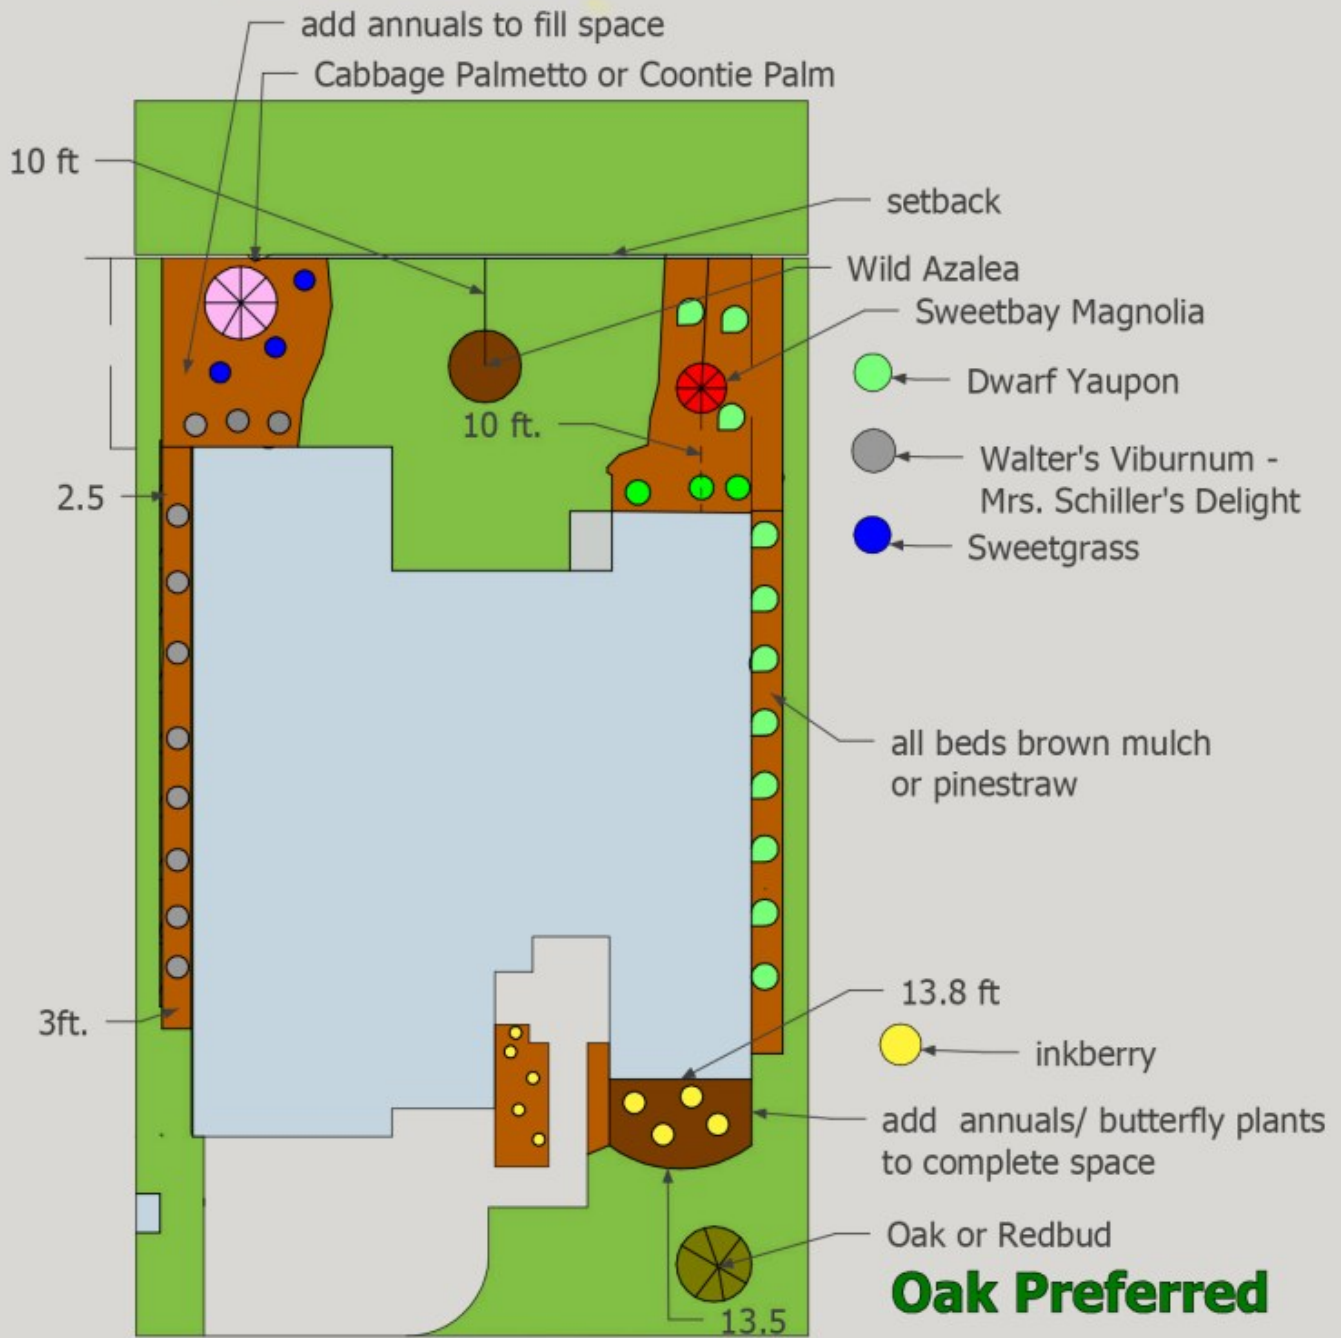 add annuals to fill space
Cabbage Palmetto or Coontie Palm
10 ft
setback
Wild Azalea
Sweetbay Magnolia
Dwarf Yaupon
10 ft.
Walter's Viburnum -
Mrs. Schiller's Delight
2.5
Sweetgrass
all beds brown mulch
or pinestraw
13.8 ft
3ft.
inkberry
add  annuals/ butterfly plants
to complete space
Oak or Redbud
Oak Preferred
13.5